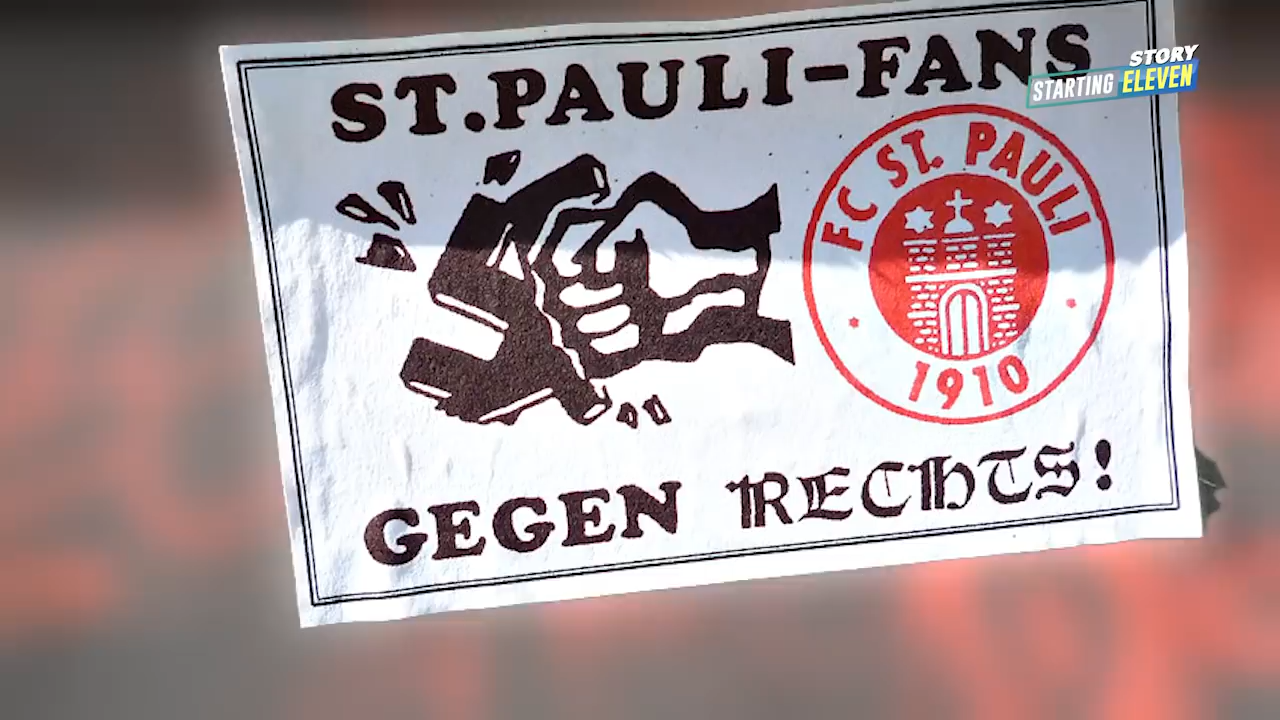 ST.PAULI-FANS
STORY
STARTING ELEVEN
FC ST. PAULI
1910
GEGEN RECHTS!